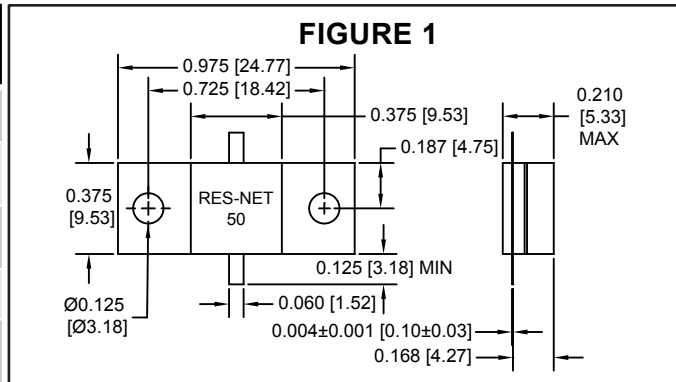 FIGURE 1
0.975 [24.77]
0.725 [18.42]
0.375 [9.53]
0.187 [4.75]
0.210
[5.33]
MAX
0.375
[9.53]
RES-NET
50
0.125 [3.18] MIN
Ø0.125
[Ø3.18]
0.060 [1.52]
0.004±0.001 [0.10±0.03]
0.168 [4.27]